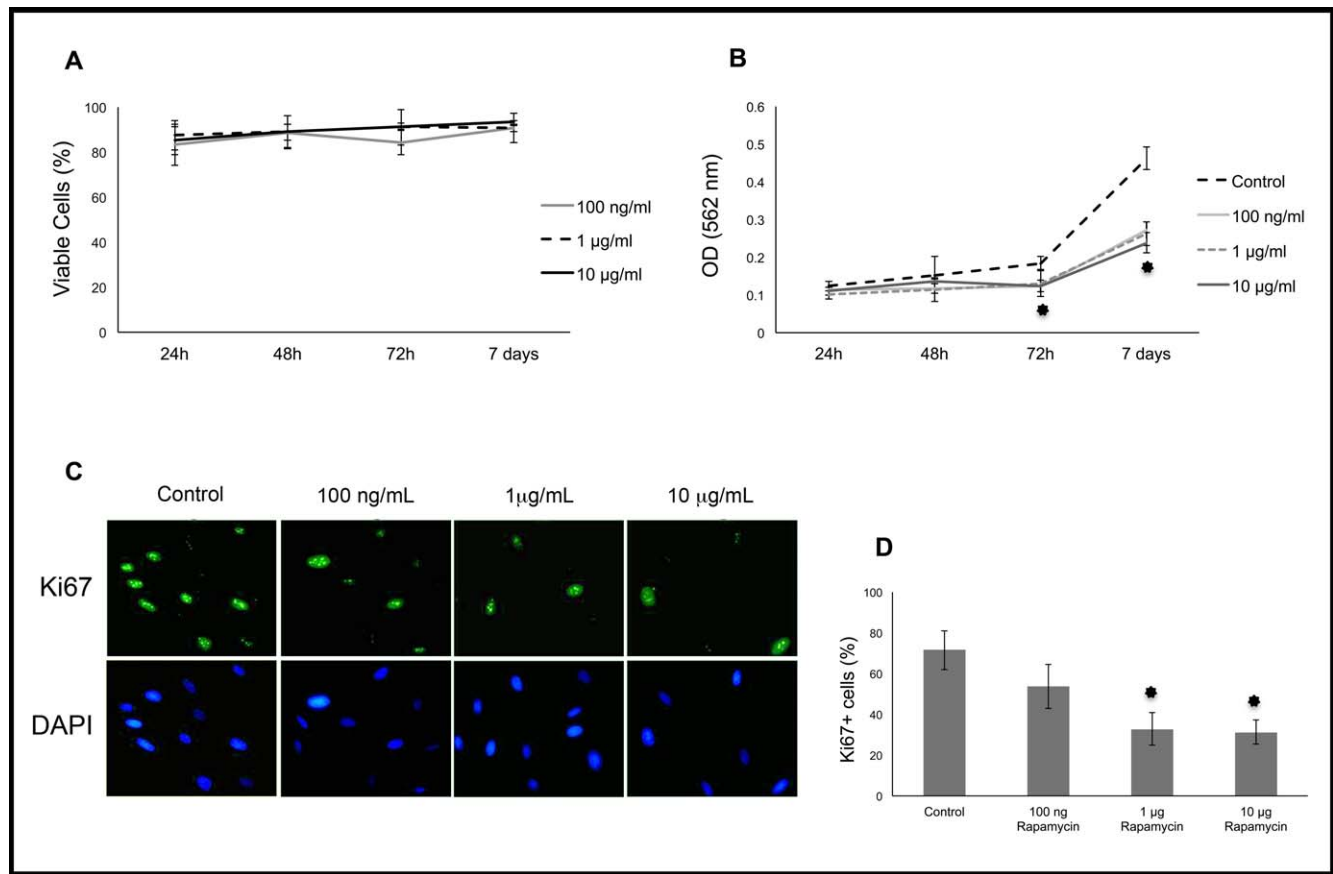 A
Viable Cells (%)
100
80
60
40
20
0
24h 48h 72h 7 days
100 ng/ml
1 µg/ml
10 µg/ml
B
OD (562 nm)
0.6
0.5
0.4
0.3
0.2
0.1
0
24h 48h 72h 7 days
Control
100 ng/ml
1 µg/ml
10 µg/ml
C
Control 100 ng/mL 1µg/mL 10 µg/mL
Ki67
DAPI
D
Ki67+ cells (%)
100
80
60
40
20
0
Control 100 ng 1 µg 10 µg
Rapamycin Rapamycin Rapamycin